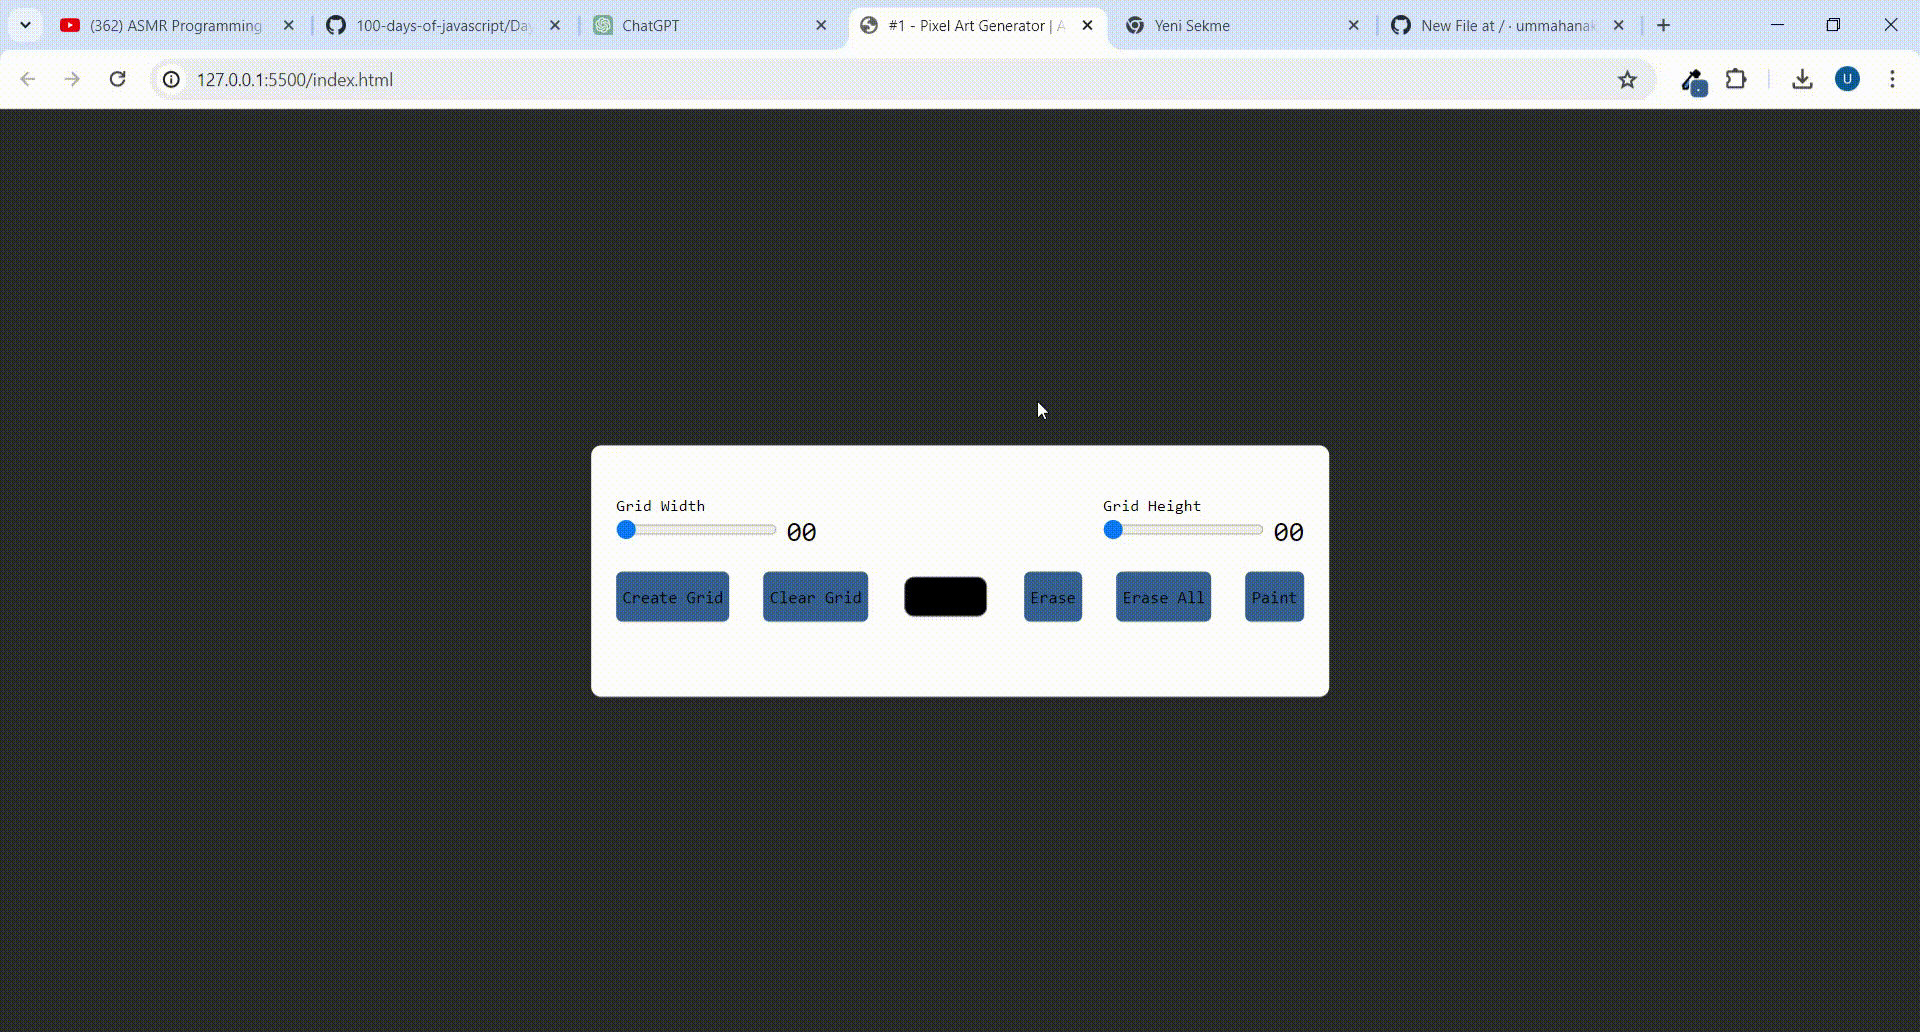 (362) ASMR Programming
100-days-of-javascript/Day
ChatGPT
#1 - Pixel Art Generator | A
Yeni Sekme
New File at / · ummahanak
127.0.0.1:5500/index.html
U
Grid Width
Grid Height
00
00
Create Grid
Clear Grid
Erase
Erase All
Paint